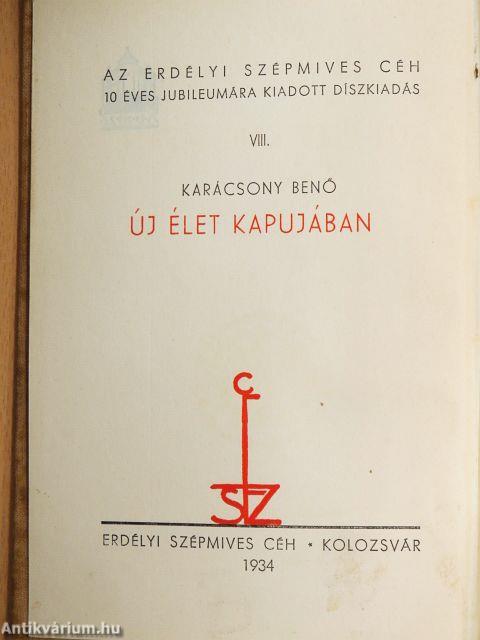 AZ ERDÉLYI SZÉPMIVES CÉH
10 ÉVES JUBILEUMÁRA KIADOTT DÍSZKIADÁS
VIII.
KARÁCSONY BENŐ
ÚJ ÉLET KAPUJÁBAN
C
SZ
ERDÉLYI SZÉPMIVES CÉH * KOLOZSVÁR
1934
Antikvárium.hu